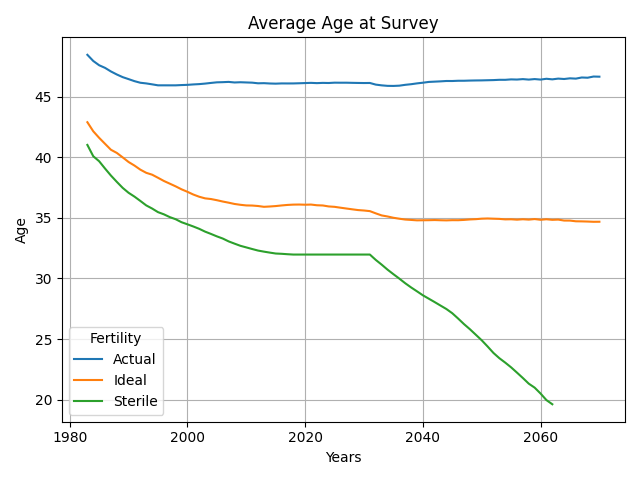 Average Age at Survey
Age
45
40
35
30
25
20
Fertility
Actual
Ideal
Sterile
1980 2000 2020 2040 2060
Years